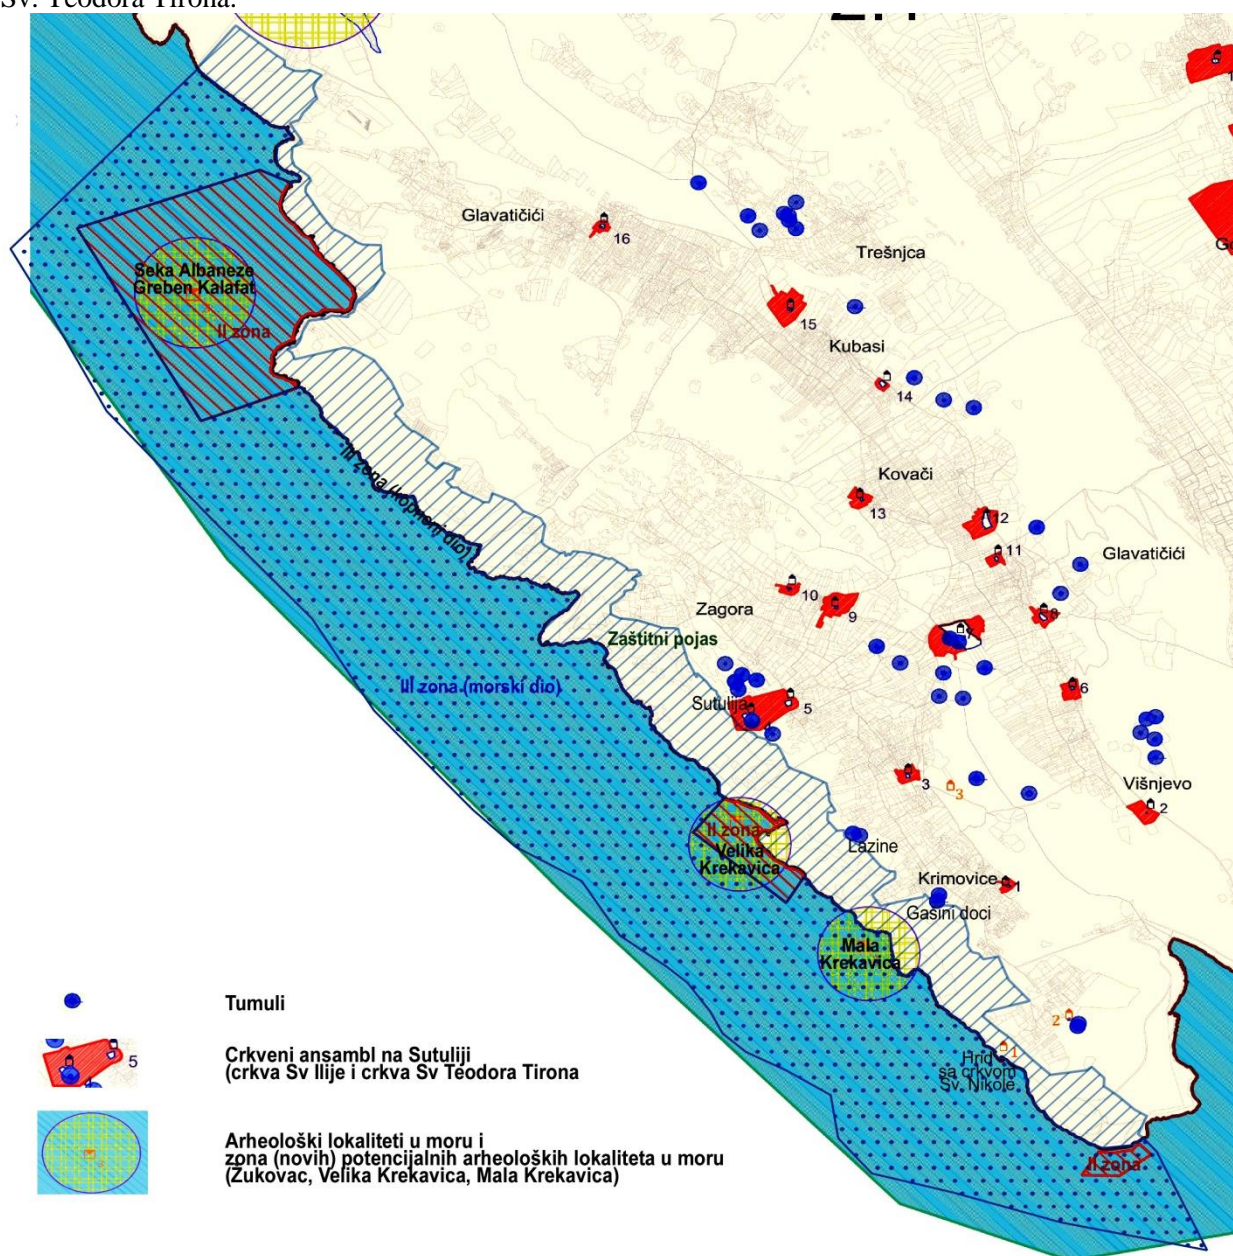 Sv. Teodora Tirona.
Glavatičići
16
Trešnjca
Seka Albaneze
Greben Kalafat
II zona
15
Kubasi
14
III zona (kopneni dio)
Kovači
13
12
11
Glavatičići
10
9
8
Zagora
Zaštitni pojas
7
III zona (morski dio)
6
Sutulija
5
4
3
3
Višnjevo
2
II zona
Velika
Krekavica
Lazine
Krimovice
1
Gašini doci
Mala
Krekavica
2
1
Hrid
sa crkvom
Sv. Nikole
II zona
Tumuli
5
Crkveni ansambl na Sutuliji
(crkva Sv Ilije i crkva Sv Teodora Tirona
Arheološki lokaliteti u moru i
zona (novih) potencijalnih arheoloških lokaliteta u moru
(Žukovac, Velika Krekavica, Mala Krekavica)